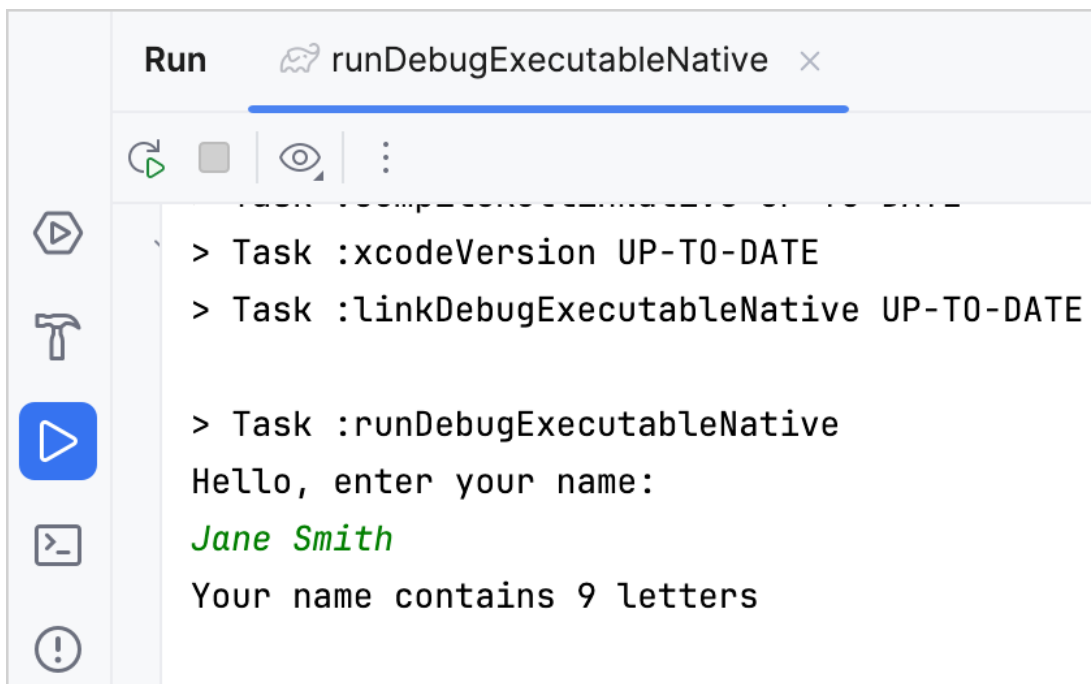 Run runDebugExecutableNative
> Task :xcodeVersion UP-TO-DATE
> Task :linkDebugExecutableNative UP-TO-DATE
> Task :runDebugExecutableNative
Hello, enter your name:
Jane Smith
Your name contains 9 letters